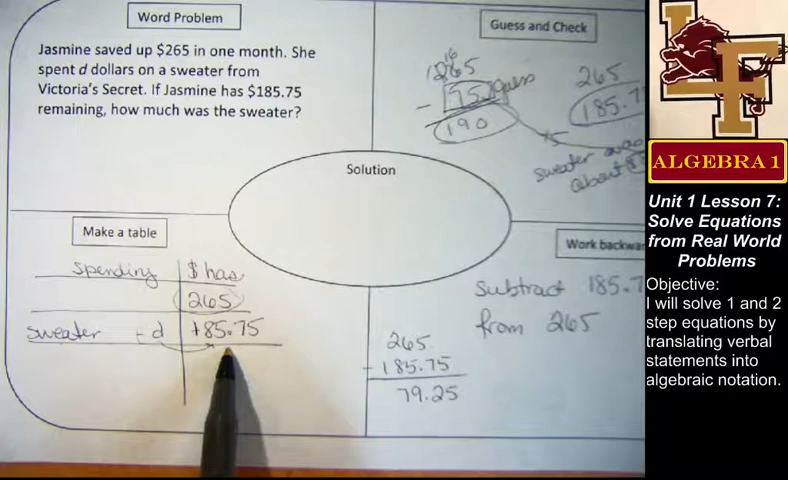 Word Problem
Jasmine saved up $265 in one month. She
spent d dollars on a sweater from
Victoria's Secret. If Jasmine has $185.75
remaining, how much was the sweater?
Guess and Check
265
- 75 guess
190
265
185.7
sweater was
about
Solution
Make a table
spending $ has
265
sweater - d 185.75
Work backwar
subtract 185.7
from 265
265.
- 185.75
79.25
LF
ALGEBRA 1
Unit 1 Lesson 7:
Solve Equations
from Real World
Problems
Objective:
I will solve 1 and 2
step equations by
translating verbal
statements into
algebraic notation.